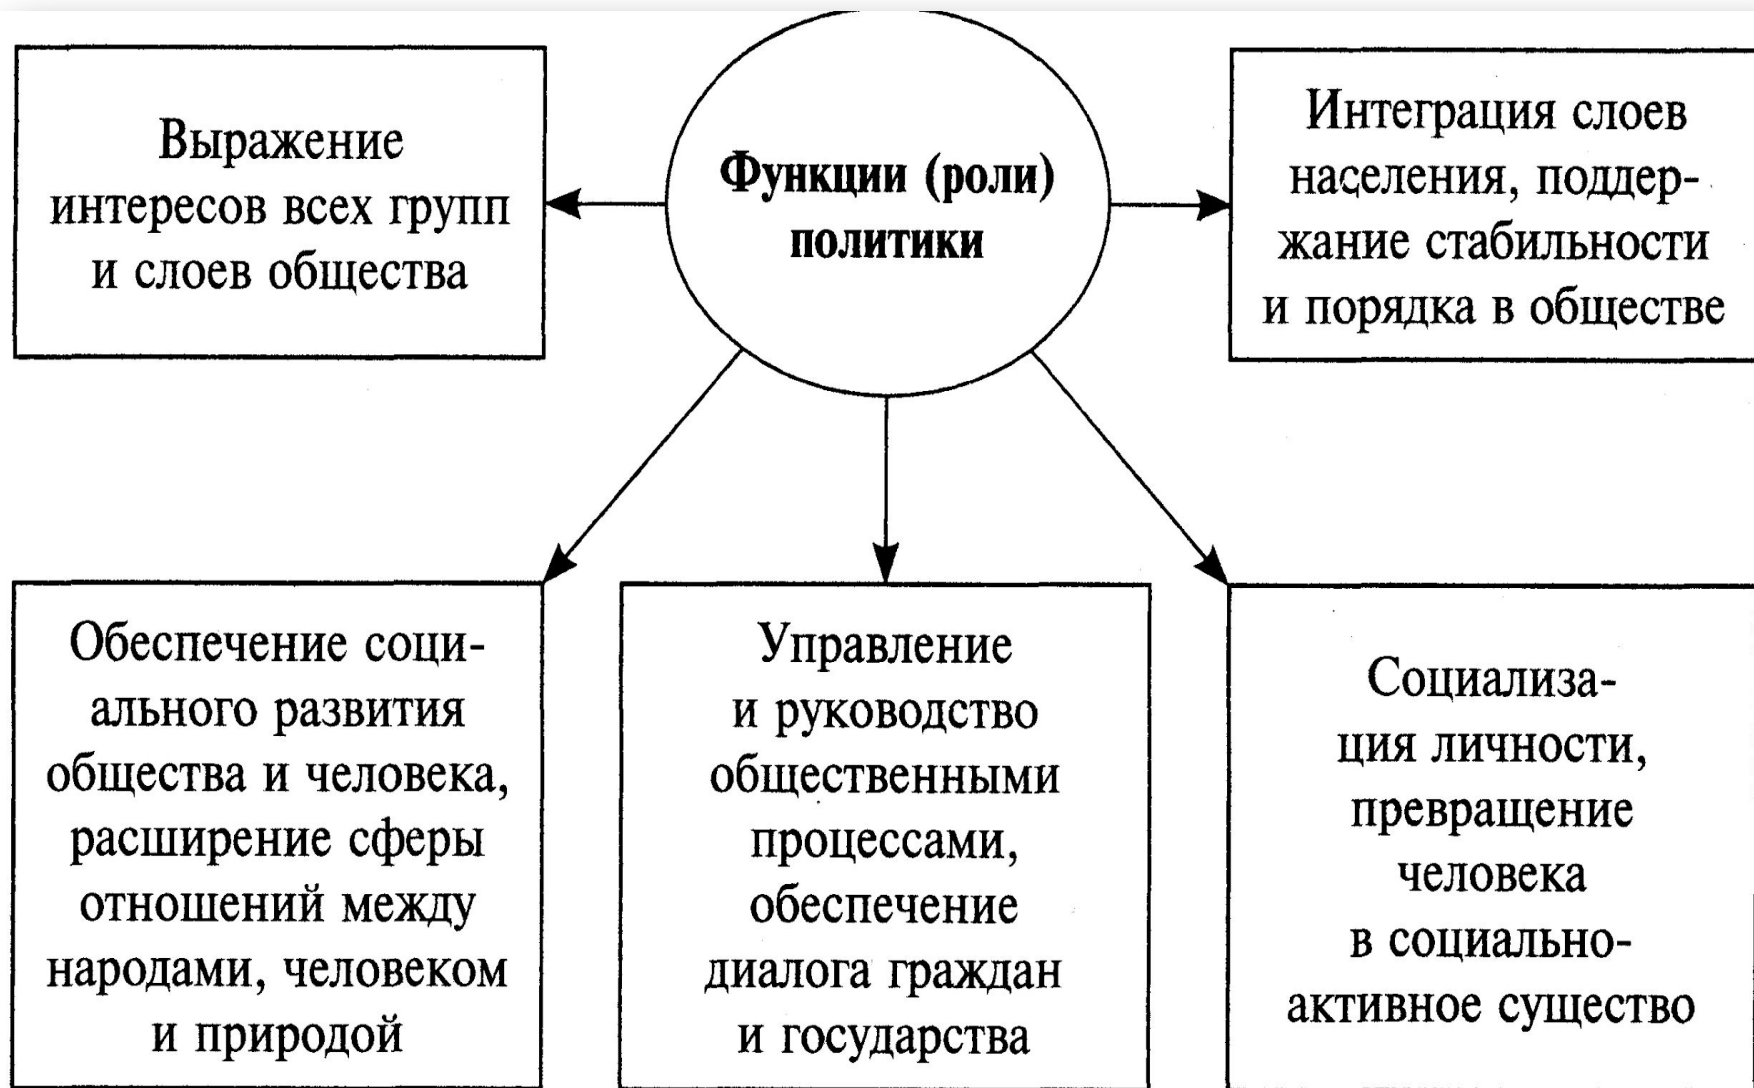 Функции (роли)
политики
Выражение
интересов всех групп
и слоев общества
Интеграция слоев
населения, поддер-
жание стабильности
и порядка в обществе
Обеспечение соци-
ального развития
общества и человека,
расширение сферы
отношений между
народами, человеком
и природой
Управление
и руководство
общественными
процессами,
обеспечение
диалога граждан
и государства
Социализа-
ция личности,
превращение
человека
в социально-
активное существо